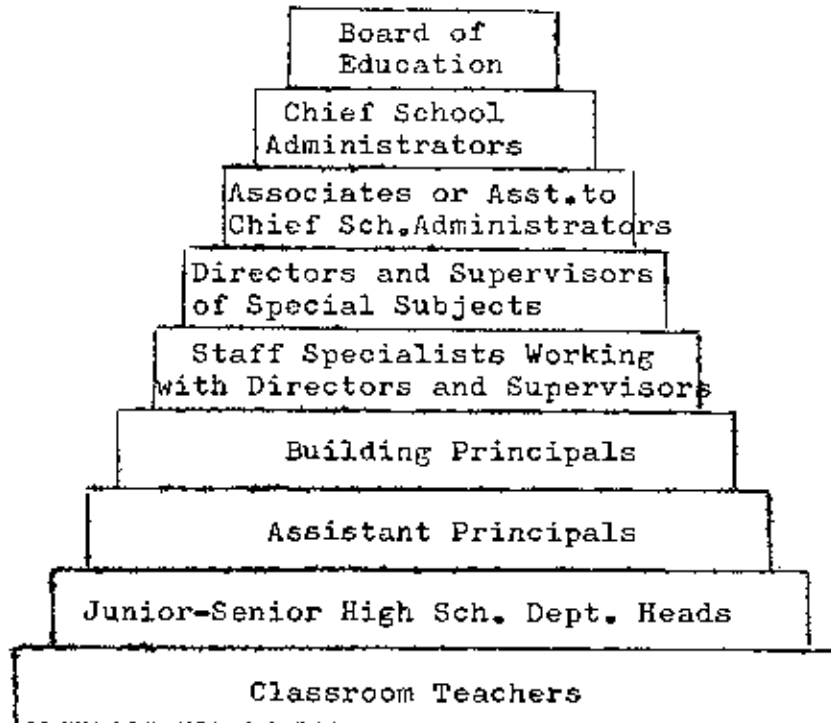 Board of
Education
Chief School
Administrators
Associates or Asst.to
Chief Sch.Administrators
Directors and Supervisors
of Special Subjects
Staff Specialists Working
with Directors and Supervisors
Building Principals
Assistant Principals
Junior-Senior High Sch. Dept. Heads
Classroom Teachers